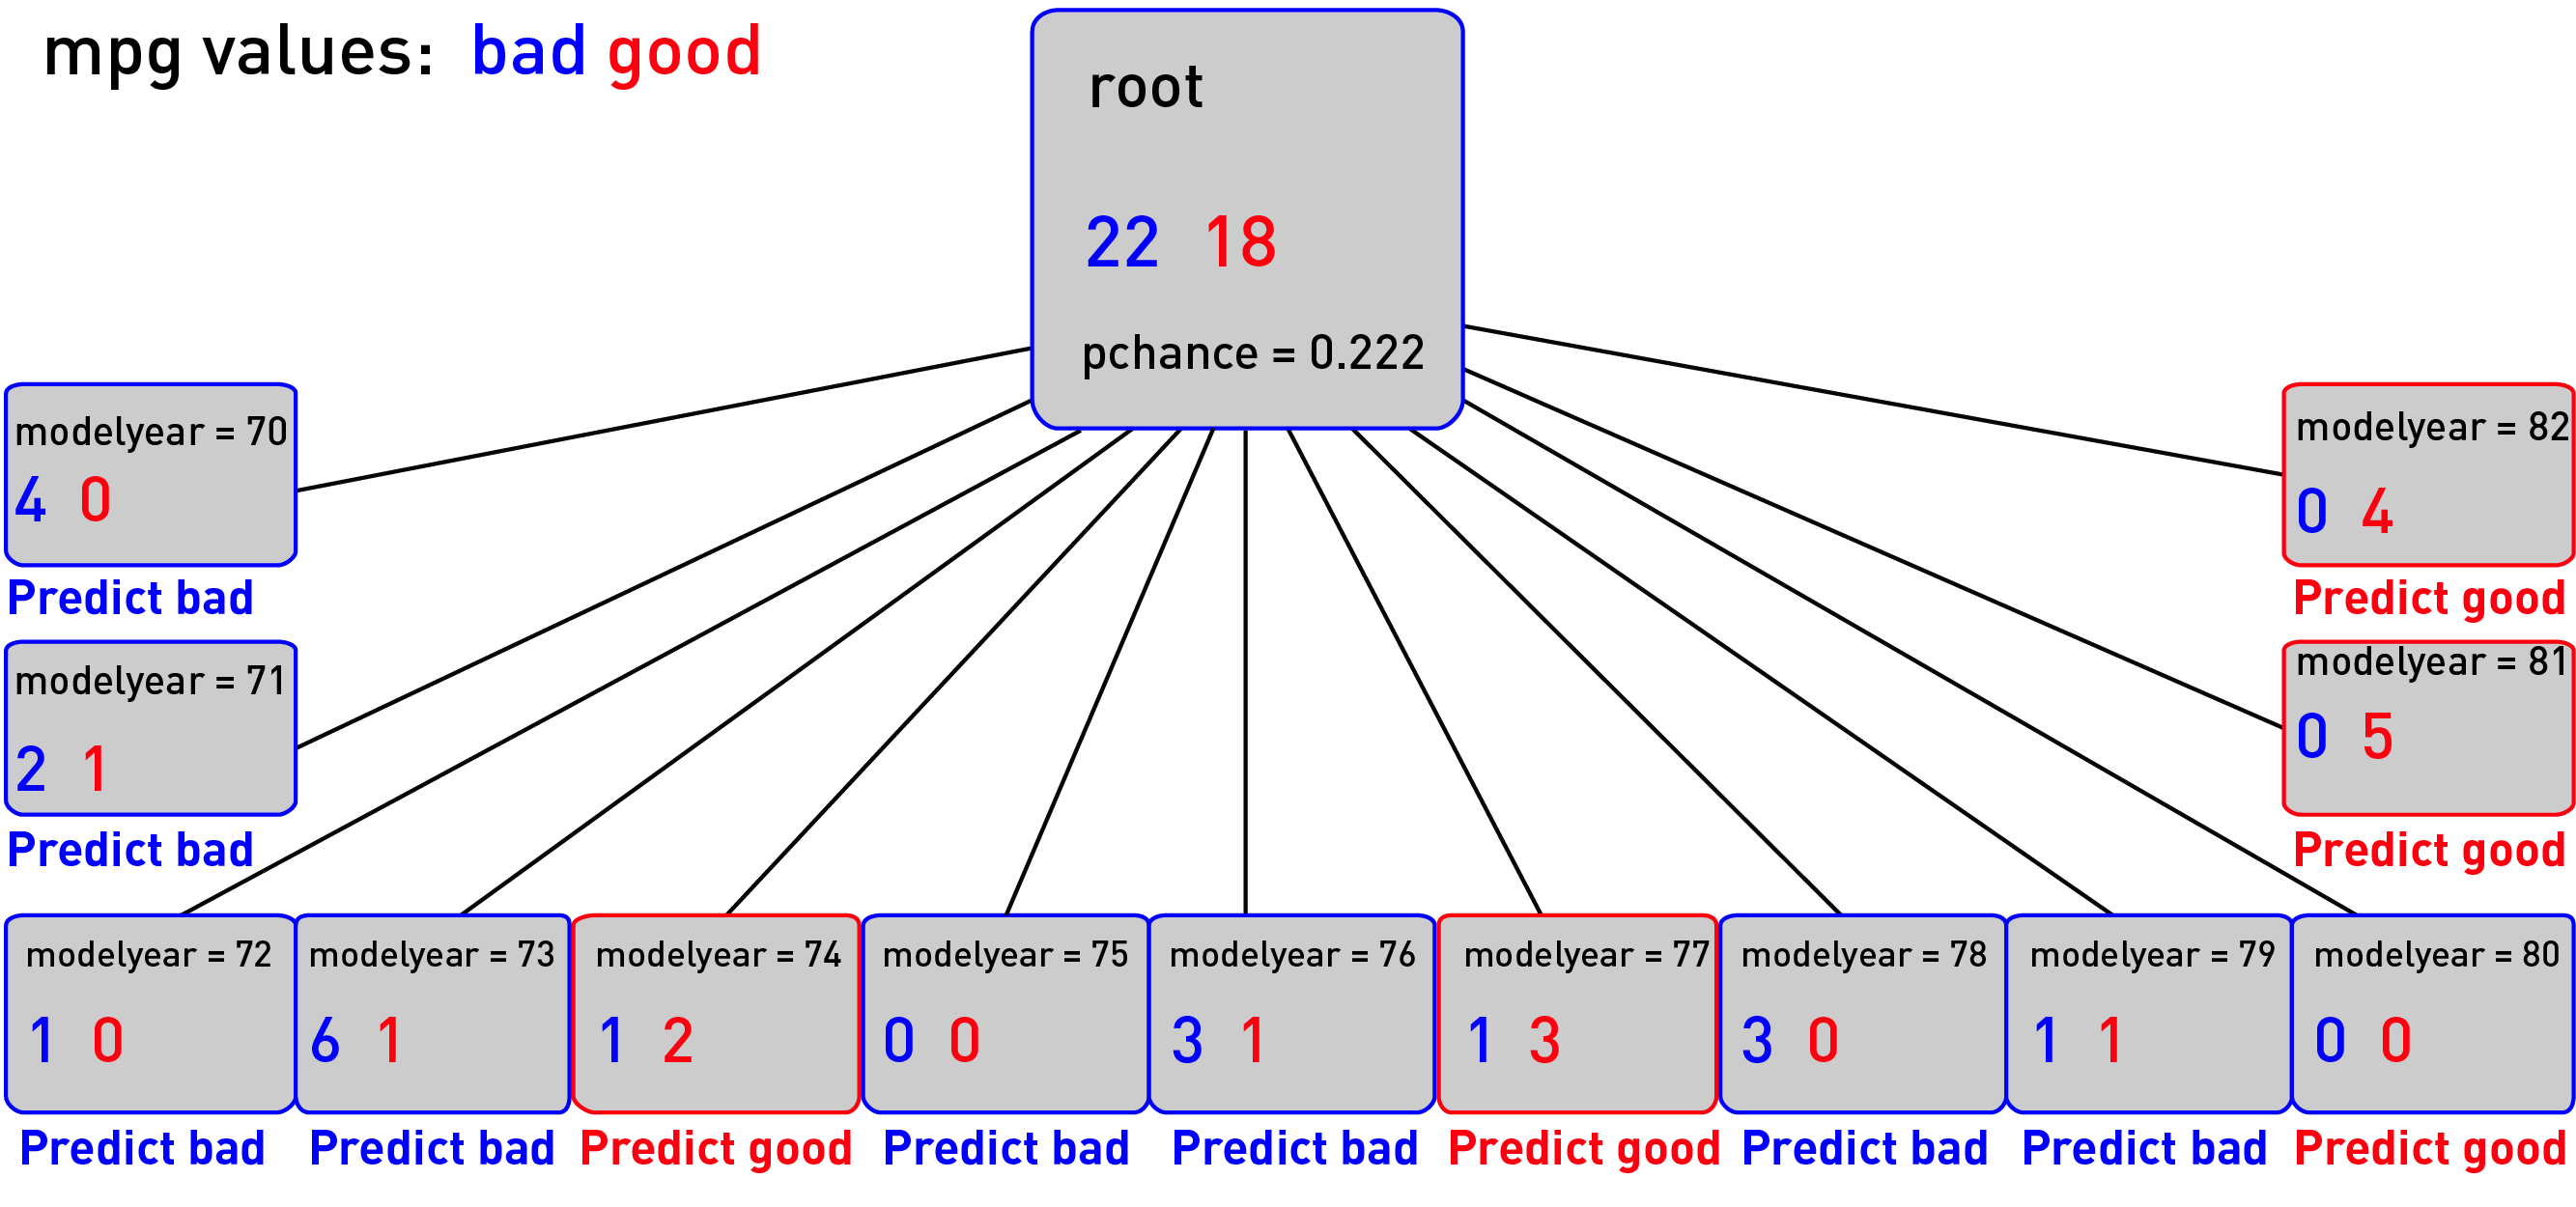 mpg values: bad good
root
22 18
pchance = 0.222
modelyear = 70
4 0
Predict bad
modelyear = 71
2 1
Predict bad
modelyear = 72
1 0
Predict bad
modelyear = 73
6 1
Predict bad
modelyear = 74
1 2
Predict good
modelyear = 75
0 0
Predict bad
modelyear = 76
3 1
Predict bad
modelyear = 77
1 3
Predict good
modelyear = 78
3 0
Predict bad
modelyear = 79
1 1
Predict bad
modelyear = 80
0 0
Predict good
modelyear = 81
0 5
Predict good
modelyear = 82
0 4
Predict good